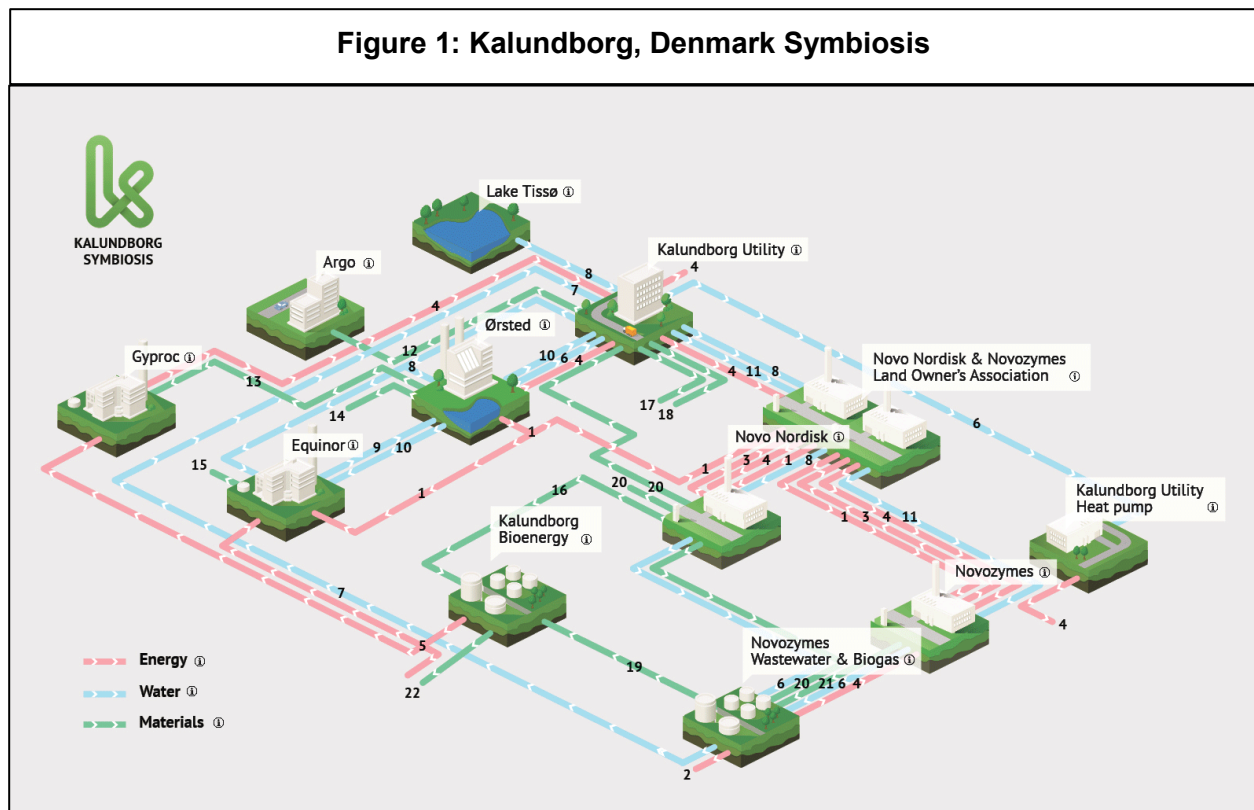 Figure 1: Kalundborg, Denmark Symbiosis
KALUNDBORG
SYMBIOSIS
Lake Tissø
Argo
Kalundborg Utility
4
8
7
4
Ørsted
12
8
10 6 4
Gyproc
13
14
4 11 8
Novo Nordisk & Novozymes
Land Owner's Association
17
18
6
Equinor
9 10
1
Novo Nordisk
15
1
1 3 4 1 8
16
20 20
1 3 4 11
Kalundborg
Bioenergy
Kalundborg Utility
Heat pump
Novozymes
7
4
5
22
19
Novozymes
Wastewater & Biogas
6 20 21 6 4
2
Energy
Water
Materials